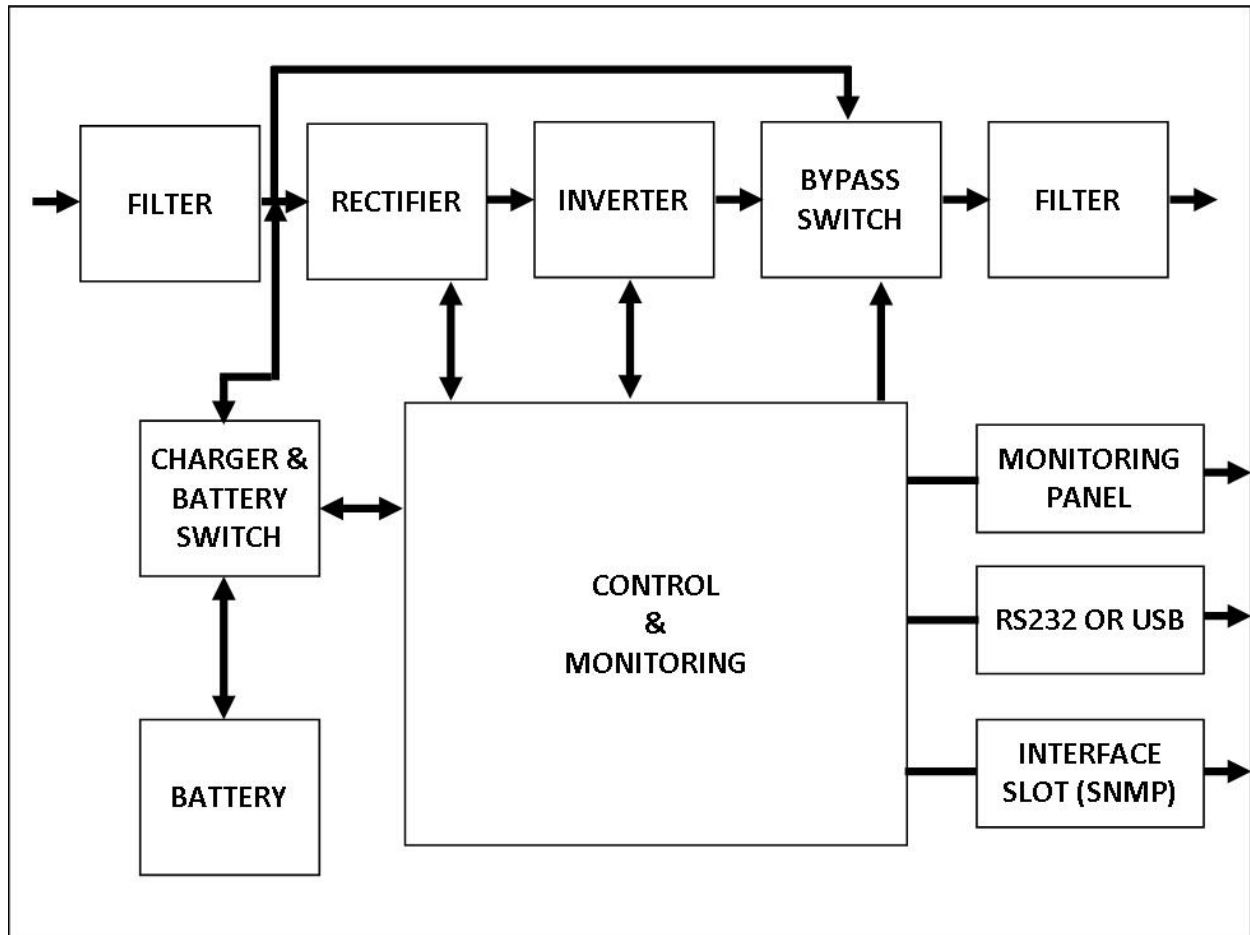 FILTER
RECTIFIER
INVERTER
BYPASS
SWITCH
FILTER
CHARGER &
BATTERY
SWITCH
CONTROL
&
MONITORING
MONITORING
PANEL
RS232 OR USB
INTERFACE
SLOT (SNMP)
BATTERY